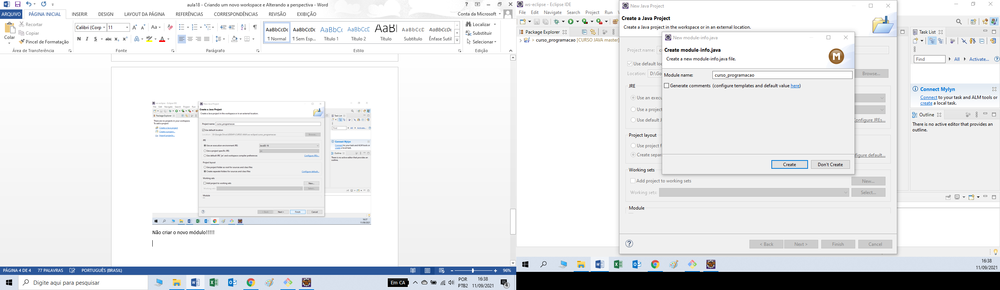 aula18 - Criando um novo workspace e Alterando a perspectiva - Word
ARQUIVO PÁGINA INICIAL INSERIR DESIGN LAYOUT DA PÁGINA REFERÊNCIAS CORRESPONDÊNCIAS REVISÃO EXIBIÇÃO Conta da Microsoft
Colar
Recortar
Copiar
Pincel de Formatação
Área de Transferência
Calibri (Corp 11
N I S abc x₂ x²
Fonte
Parágrafo
AaBbCcDc AaBbCcDc AaBbCc AaBbCcE AaBl AaBbCcD AaBbCcDc
¶ Normal ¶ Sem Esp... Título 1 Título 2 Título Subtítulo Ênfase Sutil
Estilo
Localizar
Substituir
Selecionar
Edição
ws-eclipse - Eclipse IDE
File Edit Navigate Search Project Run
Package Explorer
There are no projects in your workspace.
To add a project:
Create a Java project
Create a project...
Import projects...
New Java Project
Create a Java Project
Create a Java project in the workspace or in an external location.
Project name: curso_programacao
Use default location
Location: D:\Google Drive\UDEMY\CURSO JAVA\ws-eclipse\curso_programacao Browse...
JRE
Use an execution environment JRE: JavaSE-16
Use a project specific JRE: jre
Use default JRE 'jre' and workspace compiler preferences Configure JREs...
Project layout
Use project folder as root for sources and class files
Create separate folders for sources and class files Configure default...
Working sets
Add project to working sets New...
Working sets: Select...
Module
< Back Next > Finish Cancel
Task List
Find All Activate...
Connect Mylyn
Connect to your task and ALM tools or
create a local task.
Outline
There is no active editor that provides an
outline.
16:37
11/09/2021
Não criar o novo módulo!!!!!
PÁGINA 4 DE 4 77 PALAVRAS PORTUGUÊS (BRASIL) 96%
Digite aqui para pesquisar
Em CA
POR
PTB2
16:38
11/09/2021
4
ws-eclipse - Eclipse IDE
File Edit Navigate Search Project Run
Package Explorer
> curso_programacao [CURSO JAVA master]
New Java Project
Create a Java Project
Create a Java project in the workspace or in an external location.
Project name:
Use default loc
Location: D:\Go Browse...
JRE
Use an execu
Use a project
Use default J Configure JREs...
Project layout
Use project f
Create separa figure default...
Working sets
Add project to working sets New...
Working sets: Select...
Module
< Back Next > Finish Cancel
New module-info.java
Create module-info.java
Create a new module-info.java file.
M
Module name: curso_programacao
Generate comments (configure templates and default value here)
Create Don't Create
Task List
Find All Activate...
Connect Mylyn
Connect to your task and ALM tools or
create a local task.
Outline
There is no active editor that provides an
outline.
16:38
11/09/2021